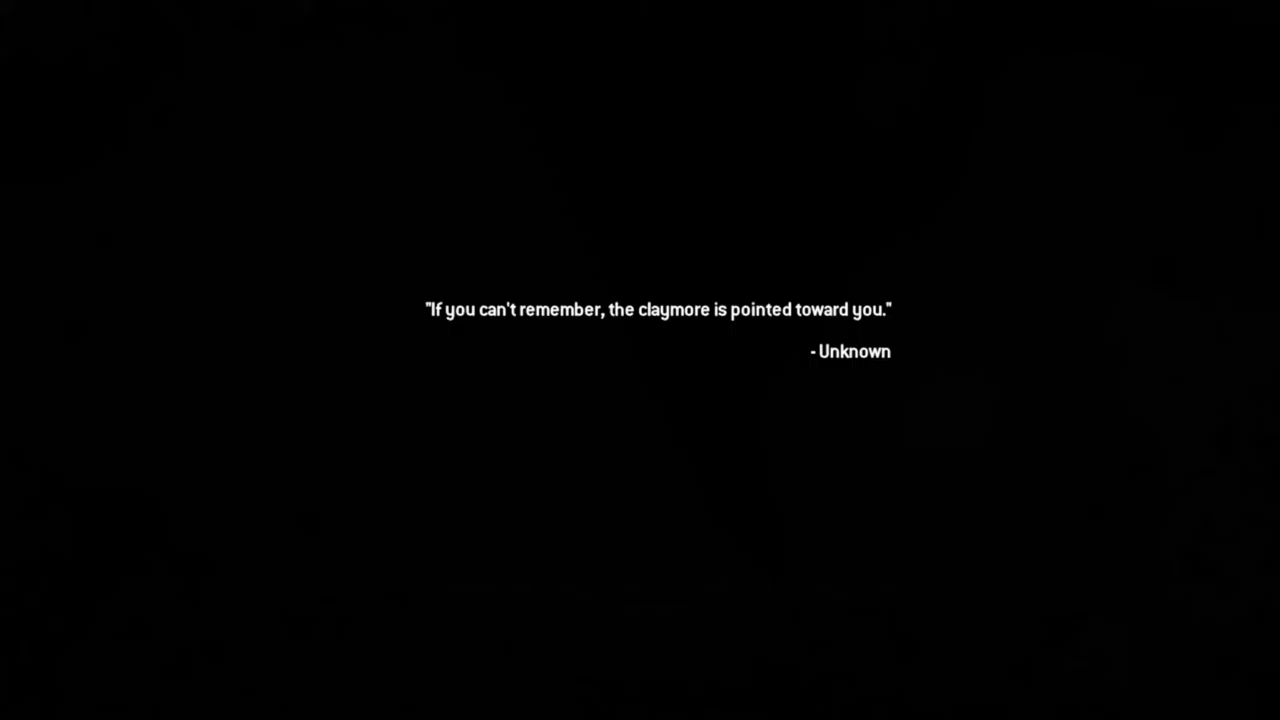 "If you can't remember, the claymore is pointed toward you."
- Unknown